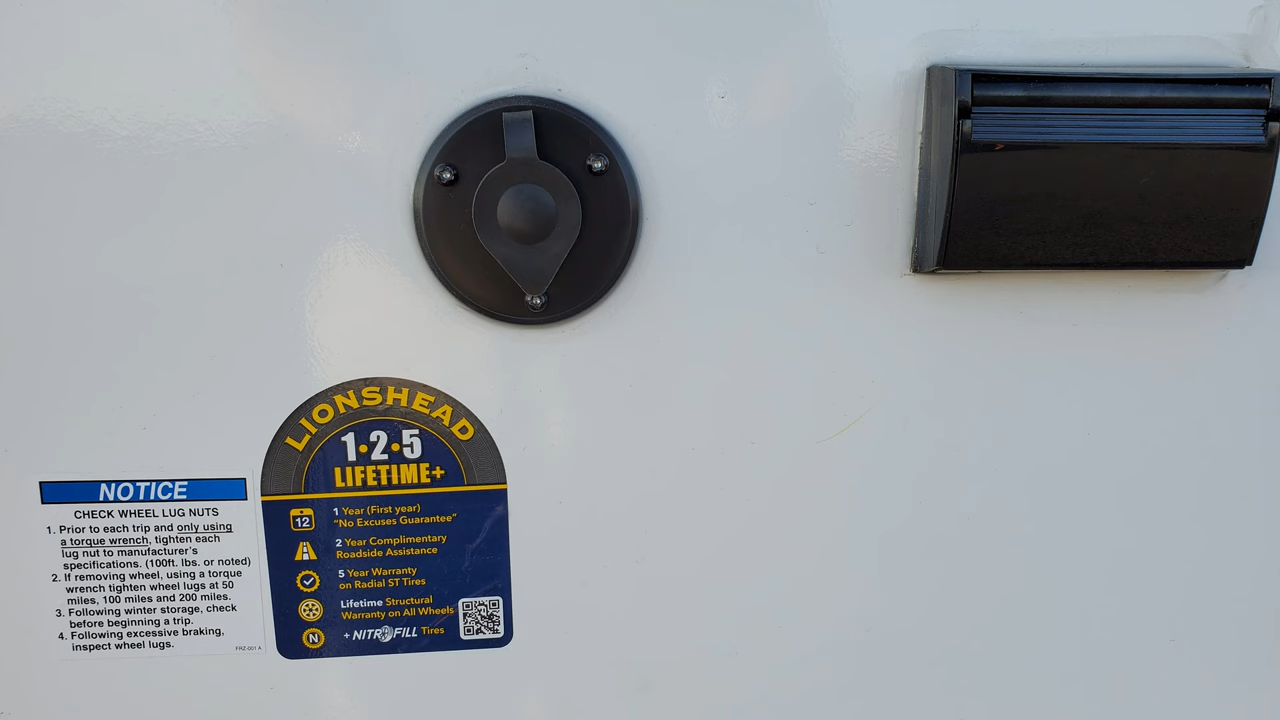 NOTICE
CHECK WHEEL LUG NUTS
1. Prior to each trip and only using
a torque wrench, tighten each
lug nut to manufacturer's
specifications. (100ft. lbs. or noted)
2. If removing wheel, using a torque
wrench tighten wheel lugs at 50
miles, 100 miles and 200 miles.
3. Following winter storage, check
before beginning a trip.
4. Following excessive braking,
inspect wheel lugs.
FRZ-001 A
LIONSHEAD
1•2•5
LIFETIME+
12
1 Year (First year)
"No Excuses Guarantee"
2 Year Complimentary
Roadside Assistance
5 Year Warranty
on Radial ST Tires
Lifetime Structural
Warranty on All Wheels
N
+ NITROFILL Tires